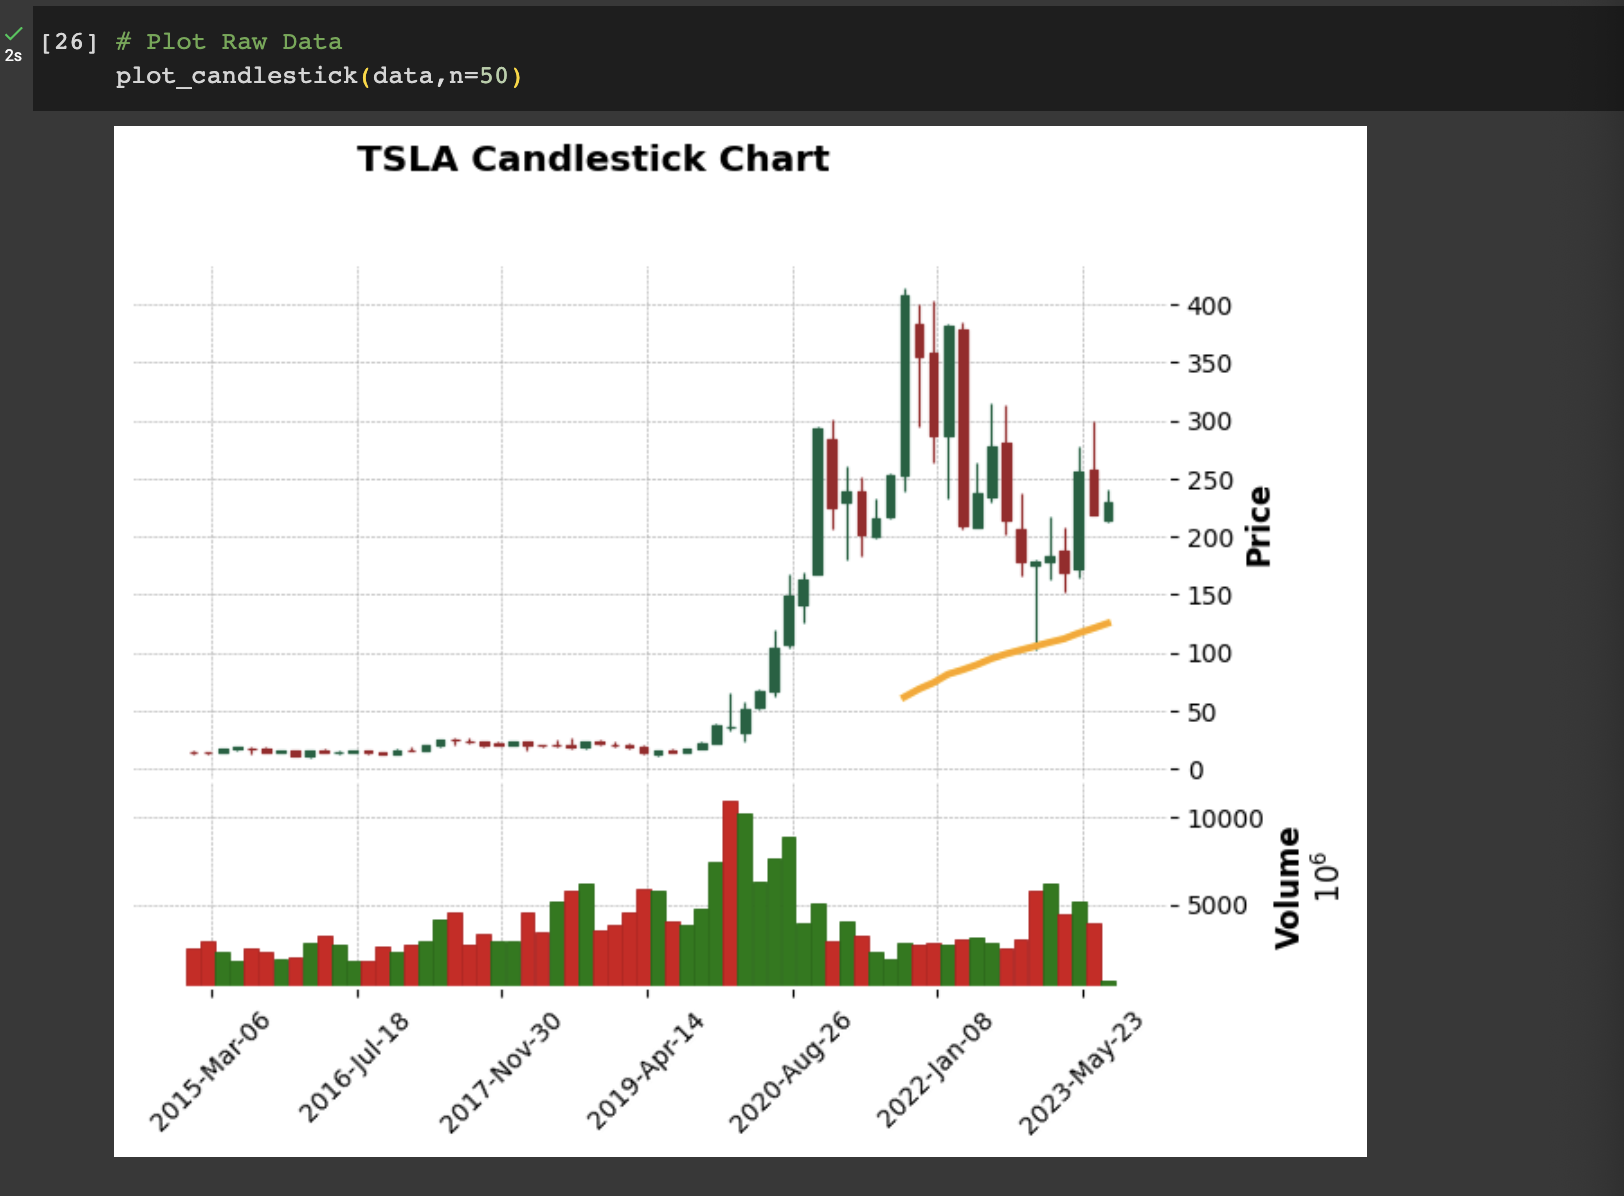 2s
[26] # Plot Raw Data
plot_candlestick(data,n=50)
TSLA Candlestick Chart
400
350
300
250
200
150
100
50
0
Price
10000
5000
Volume
10⁶
2015-Mar-06
2016-Jul-18
2017-Nov-30
2019-Apr-14
2020-Aug-26
2022-Jan-08
2023-May-23